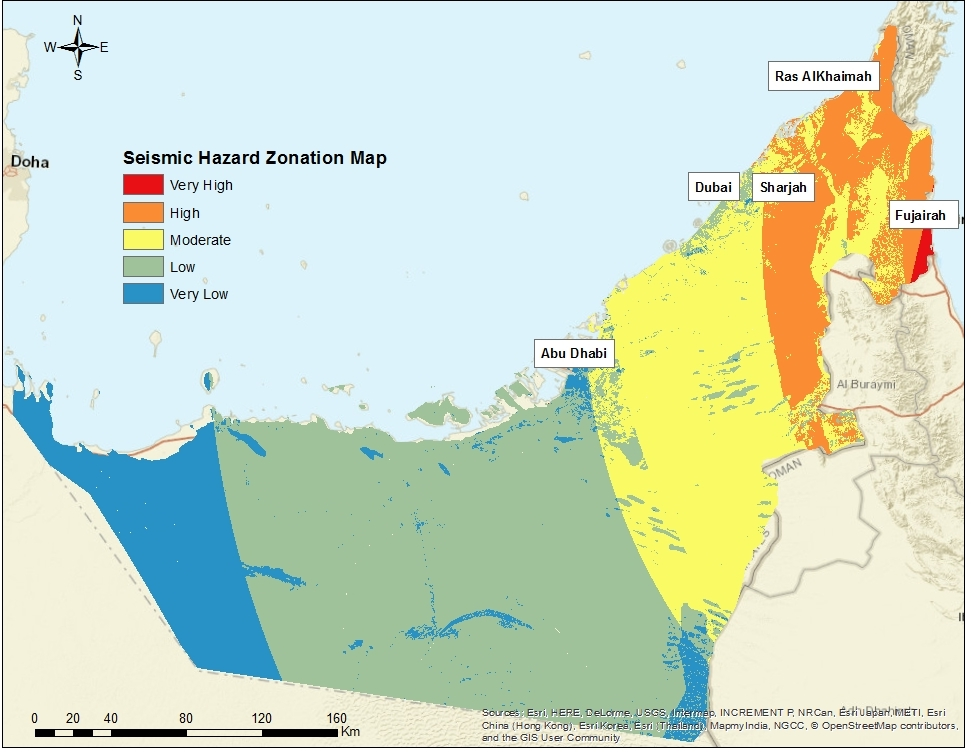 N
W E
S
Ras AlKhaimah
OMAN
Doha
Seismic Hazard Zonation Map
Very High
High
Moderate
Low
Very Low
Dubai
Sharjah
Fujairah
Abu Dhabi
Al Buraymi
OMAN
0 20 40 80 120 160
Km
Sources: Esri, HERE, DeLorme, USGS, Intermap, INCREMENT P, NRCan, Esri Japan, METI, Esri
China (Hong Kong), Esri Korea, Esri (Thailand), MapmyIndia, NGCC, © OpenStreetMap contributors,
and the GIS User Community